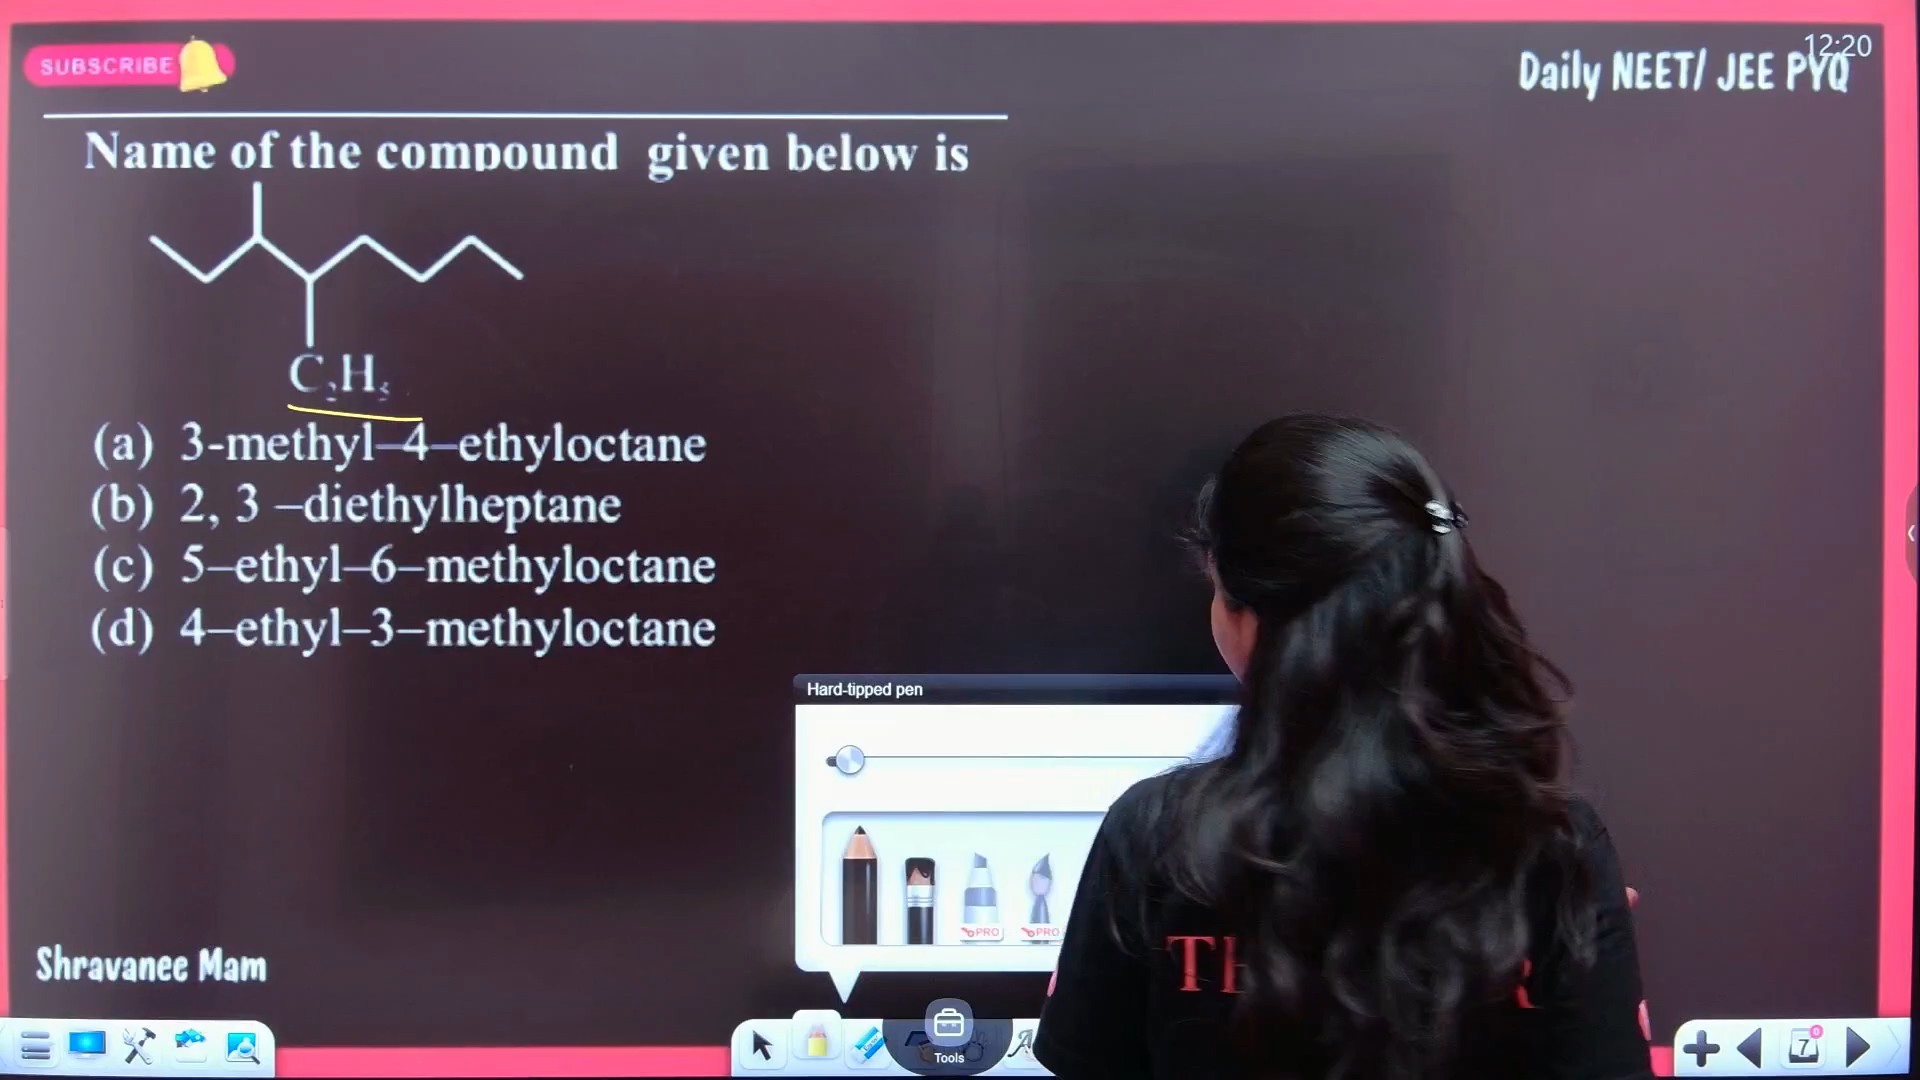 SUBSCRIBE
12:20
Daily NEET/ JEE PYQ
Name of the compound given below is
C₂H₅
(a) 3-methyl–4–ethyloctane
(b) 2, 3 –diethylheptane
(c) 5–ethyl–6–methyloctane
(d) 4–ethyl–3–methyloctane
Hard-tipped pen
PRO
PRO
Shravanee Mam
Tools
7
0